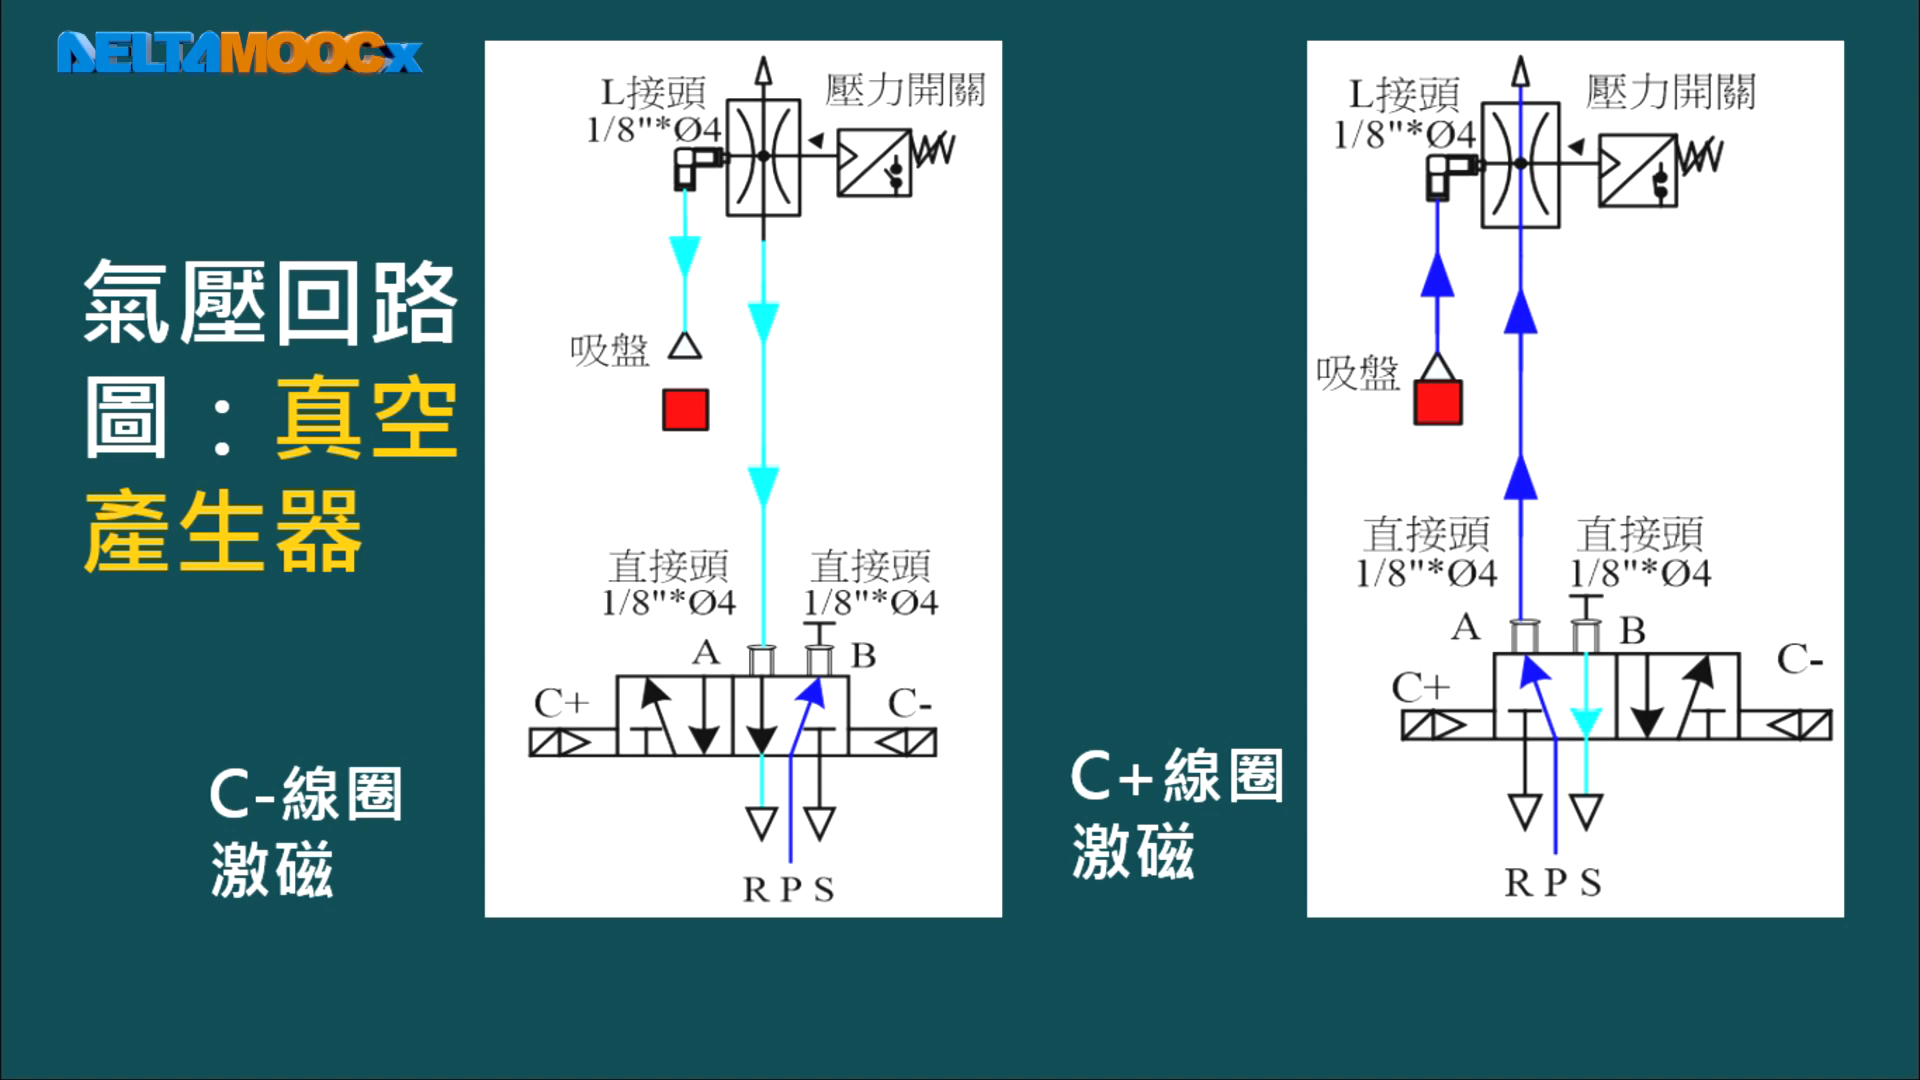 DELTAMOOCx
氣壓回路
圖：真空
產生器
C-線圈
激磁
L接頭
1/8"*Ø4
壓力開關
吸盤
直接頭
1/8"*Ø4
直接頭
1/8"*Ø4
A
B
C+
C-
R P S
C+線圈
激磁
L接頭
1/8"*Ø4
壓力開關
吸盤
直接頭
1/8"*Ø4
直接頭
1/8"*Ø4
A
B
C+
C-
R P S